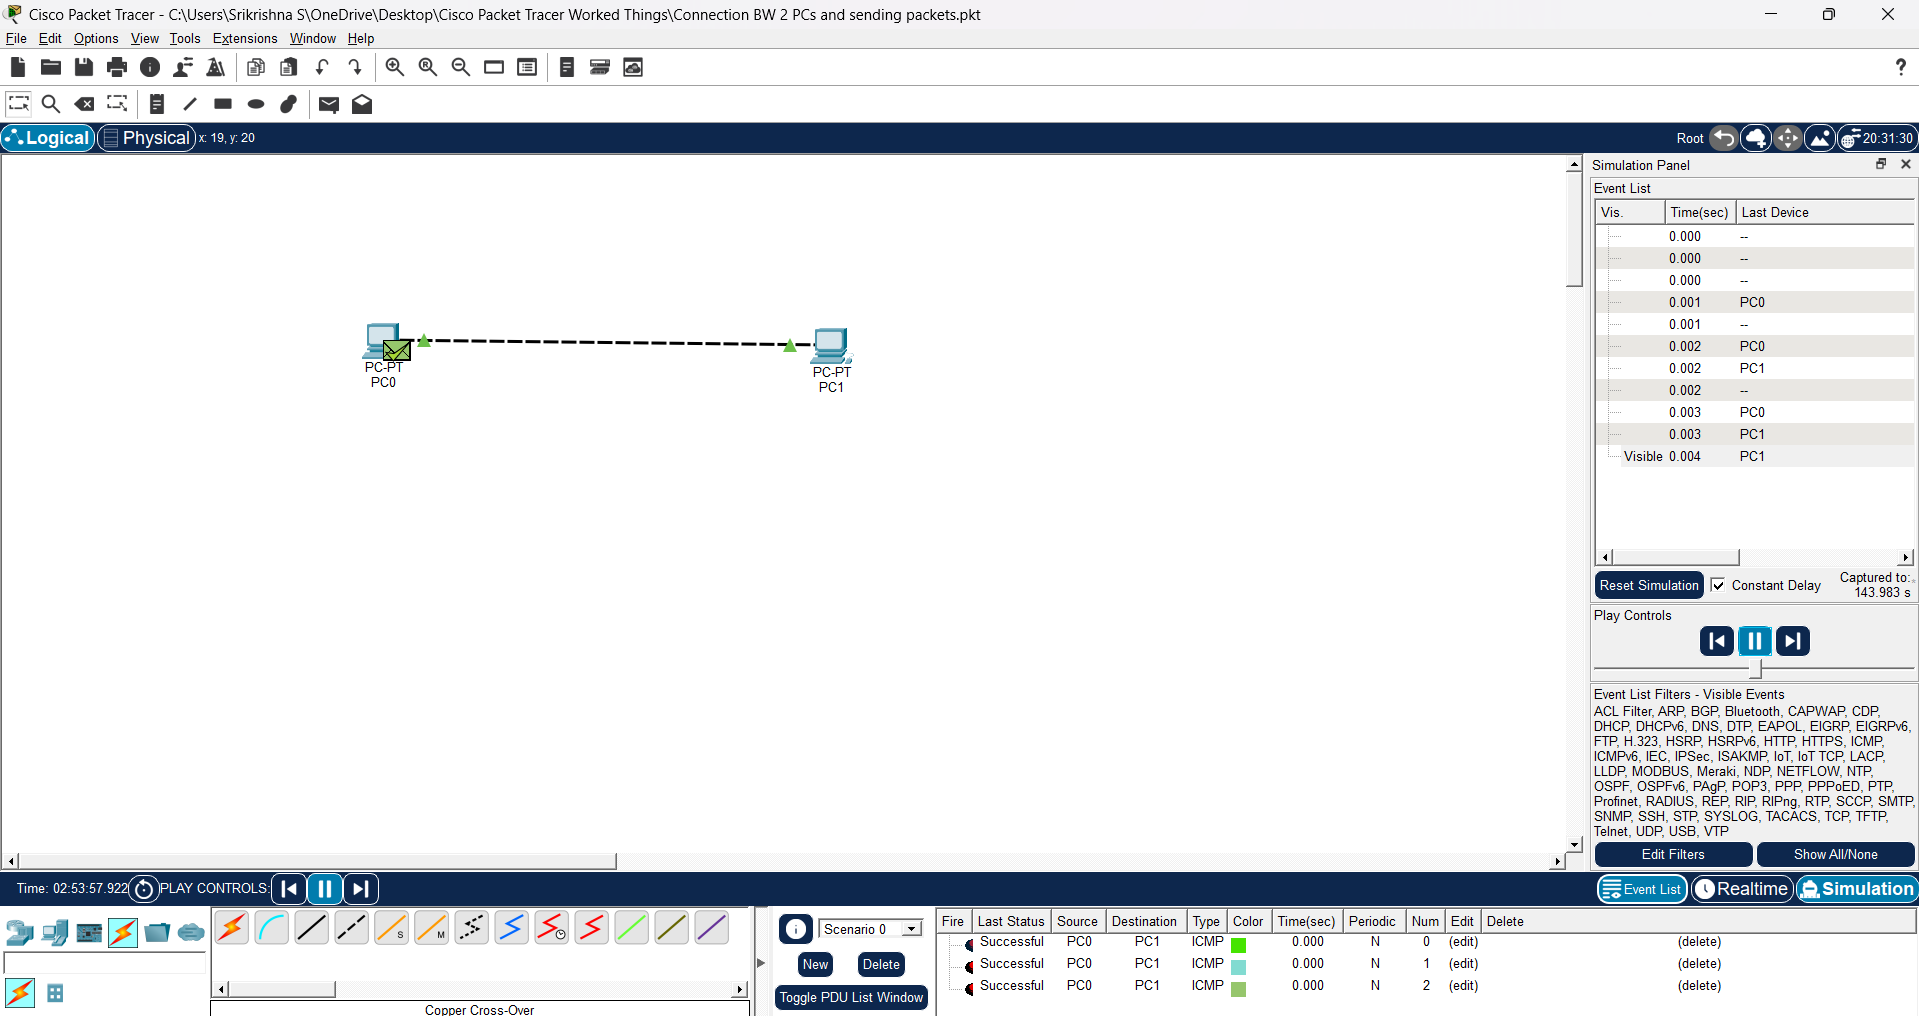 Cisco Packet Tracer - C:\Users\Srikrishna S\OneDrive\Desktop\Cisco Packet Tracer Worked Things\Connection BW 2 PCs and sending packets.pkt
File Edit Options View Tools Extensions Window Help
Logical Physical x: 19, y: 20 Root 20:31:30
Simulation Panel
Event List
Vis. Time(sec) Last Device
0.000 --
0.000 --
0.000 --
0.001 PC0
0.001 --
0.002 PC0
0.002 PC1
0.002 --
0.003 PC0
0.003 PC1
Visible 0.004 PC1
PC-PT
PC0
PC-PT
PC1
Reset Simulation Constant Delay Captured to:
143.983 s
Play Controls
Event List Filters - Visible Events
ACL Filter, ARP, BGP, Bluetooth, CAPWAP, CDP,
DHCP, DHCPv6, DNS, DTP, EAPOL, EIGRP, EIGRPv6,
FTP, H.323, HSRP, HSRPv6, HTTP, HTTPS, ICMP,
ICMPv6, IEC, IPSec, ISAKMP, IoT, IoT TCP, LACP,
LLDP, MODBUS, Meraki, NDP, NETFLOW, NTP,
OSPF, OSPFv6, PAgP, POP3, PPP, PPPoED, PTP,
Profinet, RADIUS, REP, RIP, RIPng, RTP, SCCP, SMTP,
SNMP, SSH, STP, SYSLOG, TACACS, TCP, TFTP,
Telnet, UDP, USB, VTP
Edit Filters Show All/None
Time: 02:53:57.922 PLAY CONTROLS: Event List Realtime Simulation
S M
Copper Cross-Over
Scenario 0
New Delete
Toggle PDU List Window
Fire Last Status Source Destination Type Color Time(sec) Periodic Num Edit Delete
Successful PC0 PC1 ICMP 0.000 N 0 (edit) (delete)
Successful PC0 PC1 ICMP 0.000 N 1 (edit) (delete)
Successful PC0 PC1 ICMP 0.000 N 2 (edit) (delete)